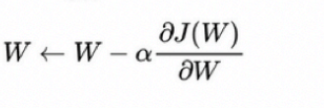 W ← W − α ∂J(W)/∂W